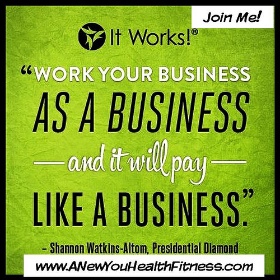 Join Me!
It Works!®
“WORK YOUR BUSINESS
AS A BUSINESS
—and it will pay—
LIKE A BUSINESS.”
– Shannon Watkins-Altom, Presidential Diamond
www.ANewYouHealthFitness.com